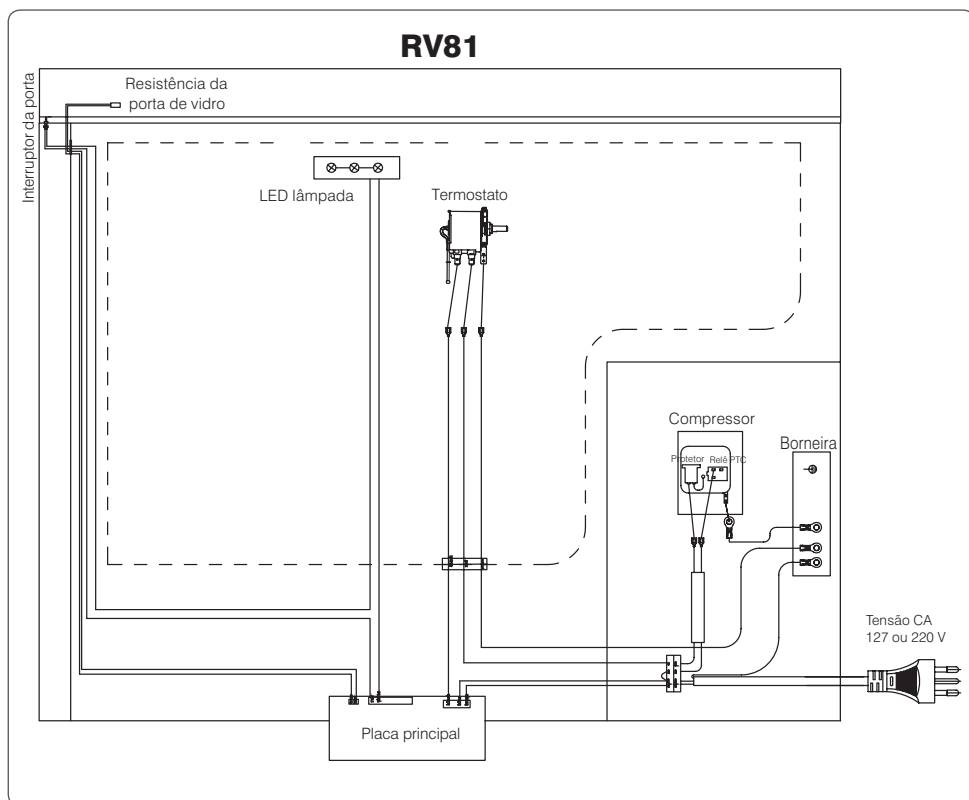 RV81
Resistência da
porta de vidro
Interruptor da porta
LED lâmpada
Termostato
Compressor
Protetor
Relê PTC
Borneira
Tensão CA
127 ou 220 V
Placa principal